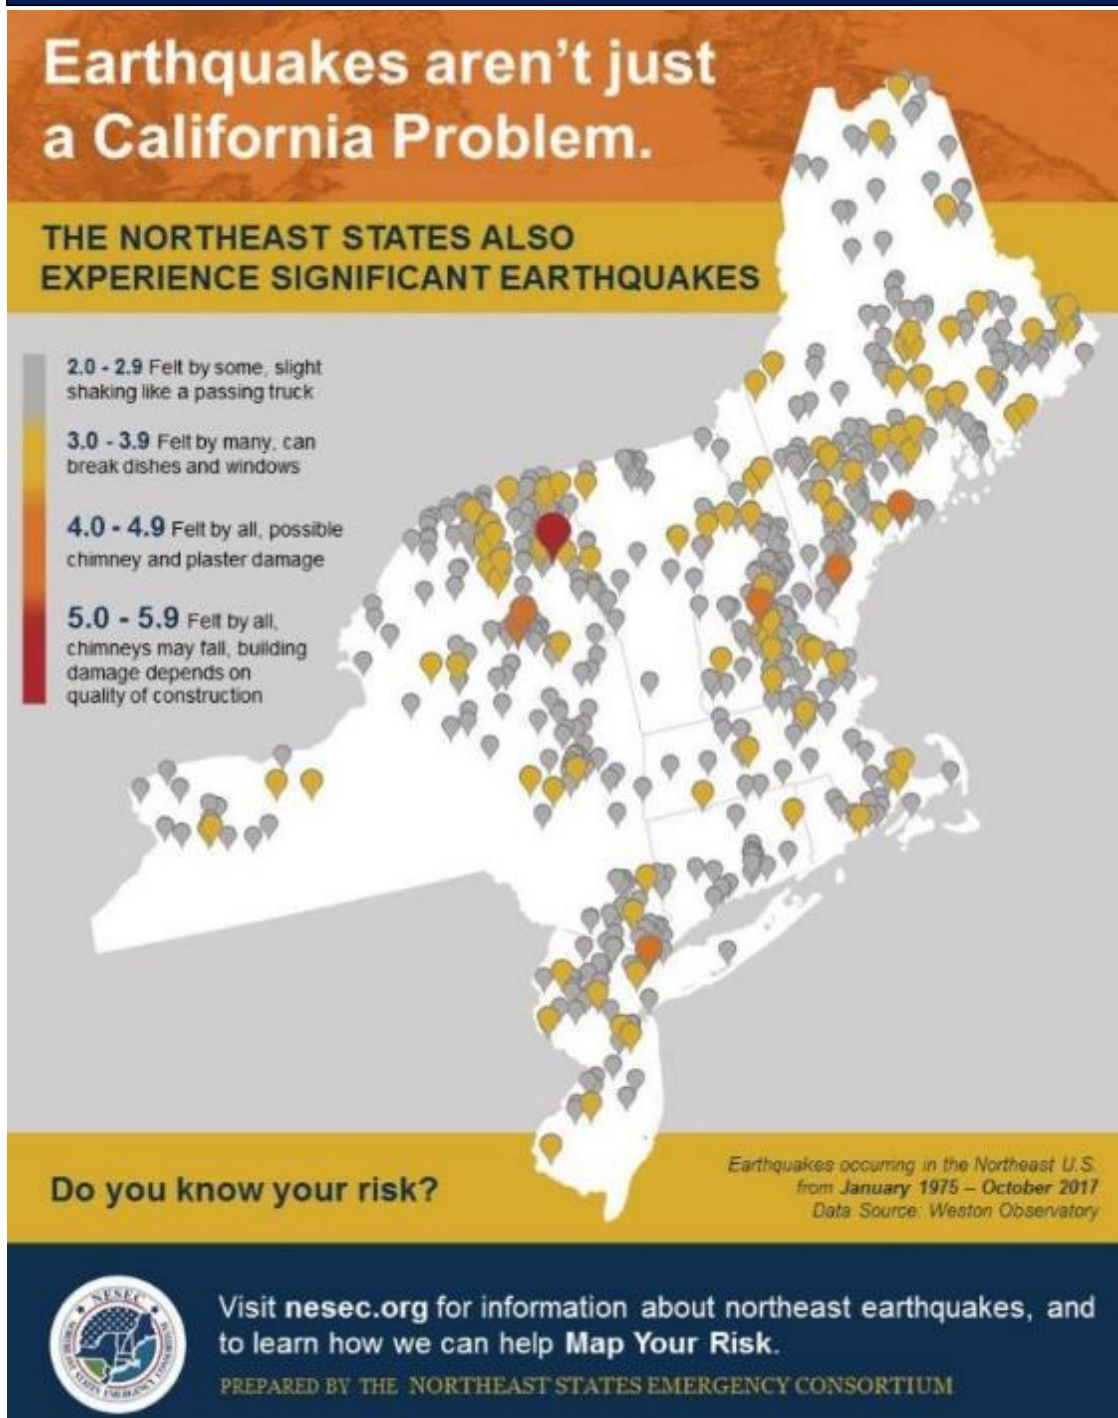 Earthquakes aren't just
a California Problem.
THE NORTHEAST STATES ALSO
EXPERIENCE SIGNIFICANT EARTHQUAKES
2.0 - 2.9 Felt by some, slight
shaking like a passing truck
3.0 - 3.9 Felt by many, can
break dishes and windows
4.0 - 4.9 Felt by all, possible
chimney and plaster damage
5.0 - 5.9 Felt by all,
chimneys may fall, building
damage depends on
quality of construction
Do you know your risk?
Earthquakes occurring in the Northeast U.S.
from January 1975 – October 2017
Data Source: Weston Observatory
NESEC
NORTHEAST STATES EMERGENCY CONSORTIUM
Visit nesec.org for information about northeast earthquakes, and
to learn how we can help Map Your Risk.
PREPARED BY THE NORTHEAST STATES EMERGENCY CONSORTIUM